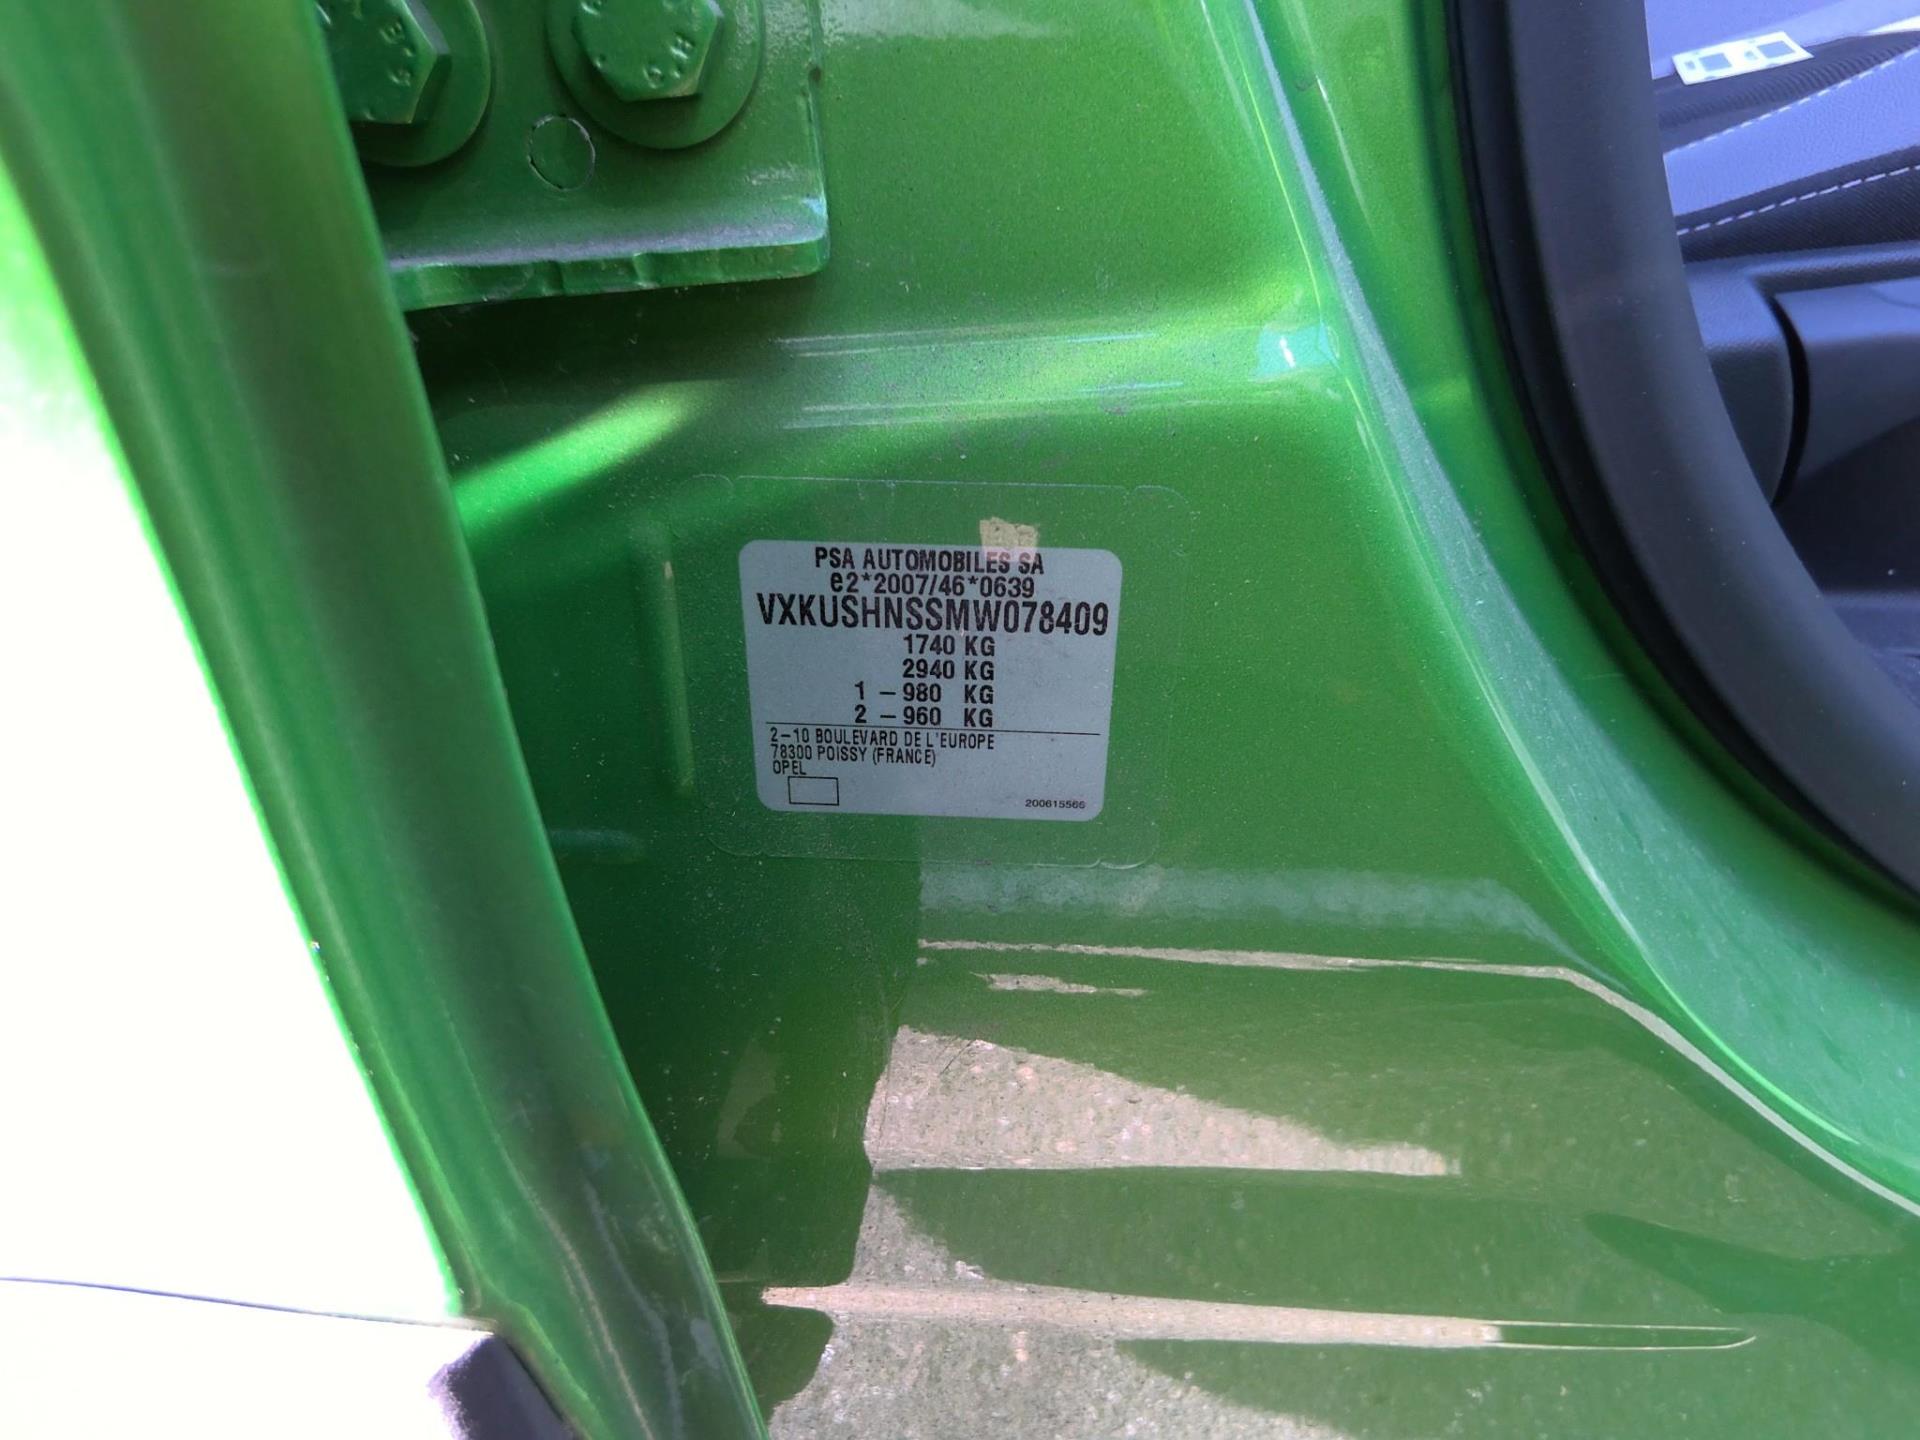 PSA AUTOMOBILES SA
e2*2007/46*0639
VXKUSHNSSMW078409
1740 KG
2940 KG
1 – 980 KG
2 – 960 KG
2–10 BOULEVARD DE L'EUROPE
78300 POISSY (FRANCE)
OPEL
200615566